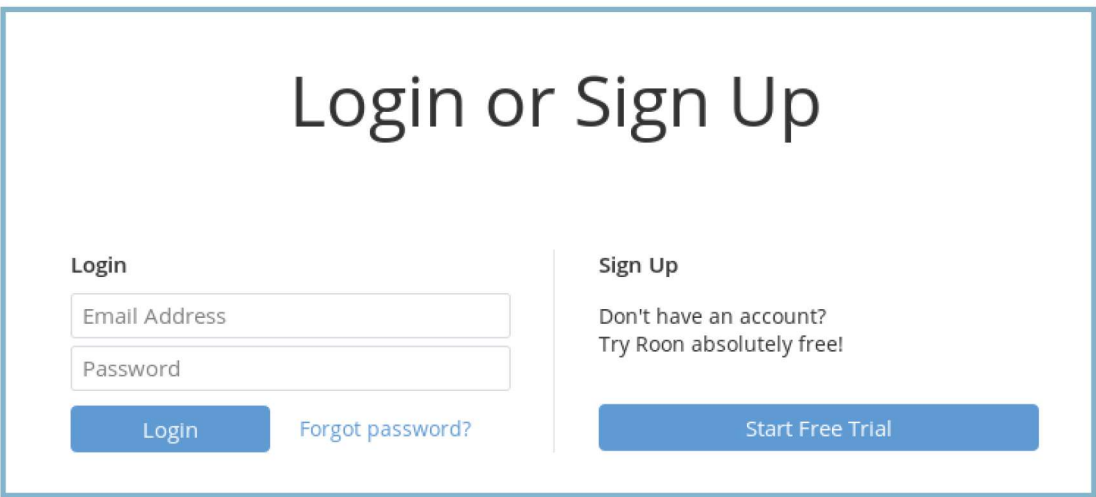 Login or Sign Up
Login
Email Address
Password
Login
Forgot password?
Sign Up
Don't have an account?
Try Roon absolutely free!
Start Free Trial